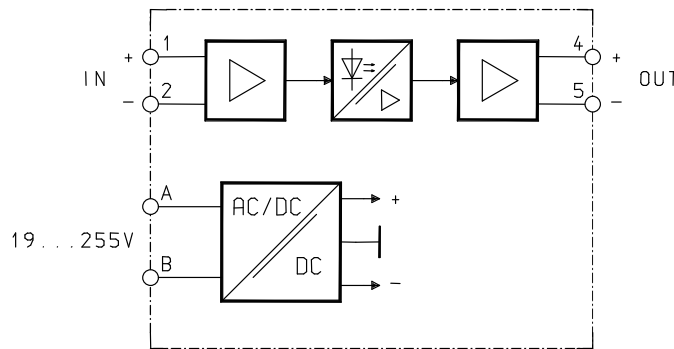 + 1 4 +
IN OUT
− 2 5 −
A
AC/DC +
19...255V
B DC −